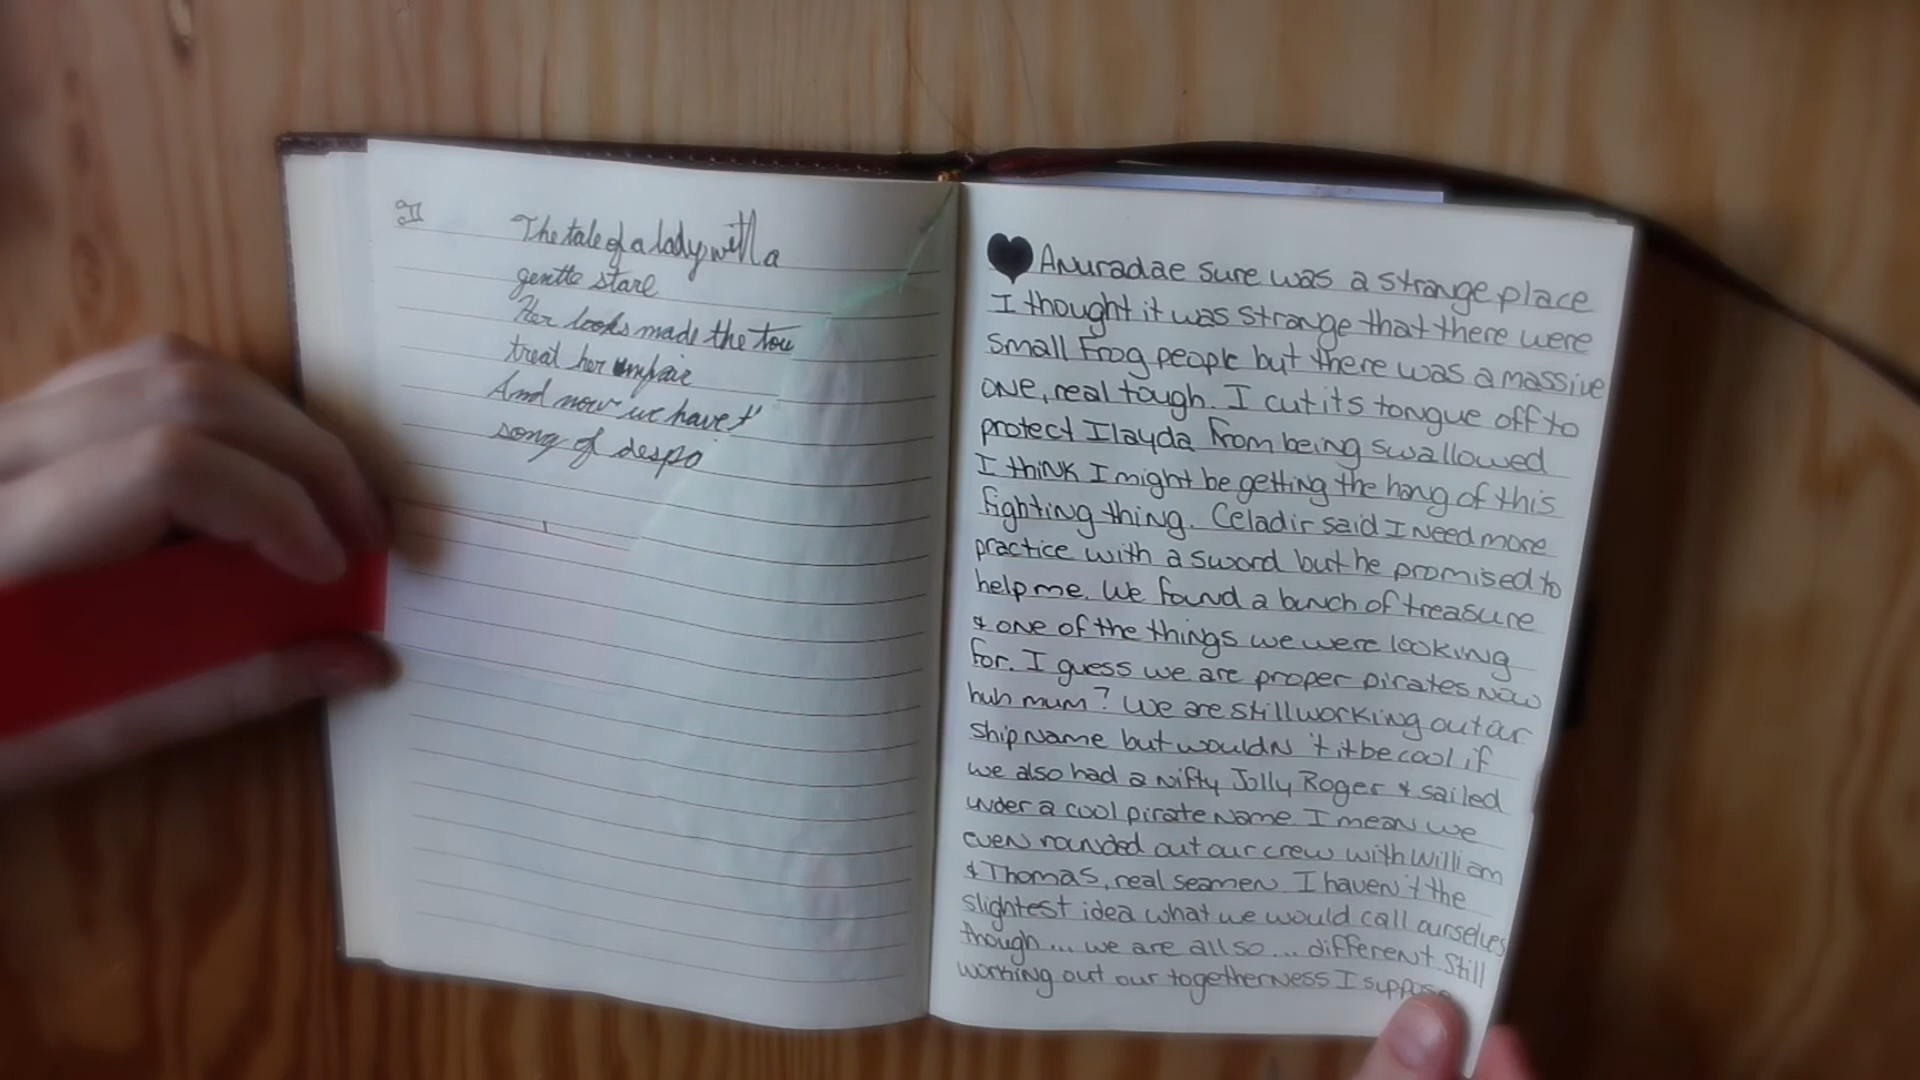 II
The tale of a lady with a
gentle stare
Her looks made the tow
treat her unfair
And now we have t
song of despa
Anuradae sure was a strange place
I thought it was strange that there were
small frog people but there was a massive
one, real tough. I cut its tongue off to
protect Ilayda from being swallowed
I think I might be getting the hang of this
fighting thing. Celadir said I need more
practice with a sword but he promised to
help me. We found a bunch of treasure
& one of the things we were looking
for. I guess we are proper pirates now
huh mum? We are still working out our
ship name but wouldn't it be cool if
we also had a nifty Jolly Roger & sailed
under a cool pirate name. I mean we
even rounded out our crew with William
& Thomas, real seamen. I haven't the
slightest idea what we would call ourselves
though... we are all so... different. Still
working out our togetherness I suppose